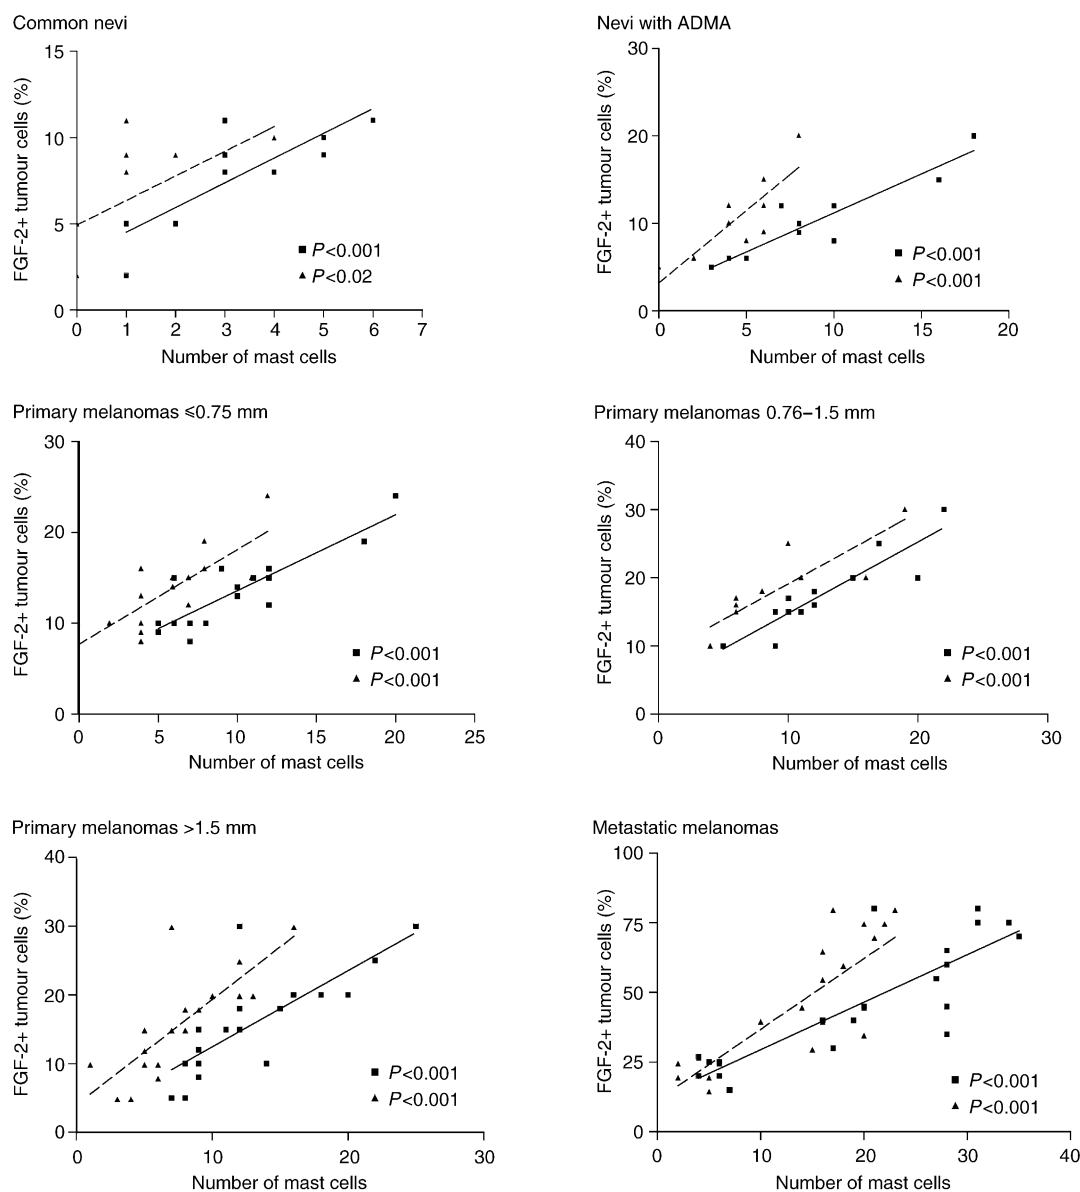 Common nevi
15
10
5
0
0 1 2 3 4 5 6 7
FGF-2+ tumour cells (%)
Number of mast cells
P<0.001
P<0.02
Nevi with ADMA
30
20
10
0
0 5 10 15 20
FGF-2+ tumour cells (%)
Number of mast cells
P<0.001
P<0.001
Primary melanomas ⩽0.75 mm
30
20
10
0
0 5 10 15 20 25
FGF-2+ tumour cells (%)
Number of mast cells
P<0.001
P<0.001
Primary melanomas 0.76–1.5 mm
40
30
20
10
0
0 10 20 30
FGF-2+ tumour cells (%)
Number of mast cells
P<0.001
P<0.001
Primary melanomas >1.5 mm
40
30
20
10
0
0 10 20 30
FGF-2+ tumour cells (%)
Number of mast cells
P<0.001
P<0.001
Metastatic melanomas
100
75
50
25
0
0 10 20 30 40
FGF-2+ tumour cells (%)
Number of mast cells
P<0.001
P<0.001